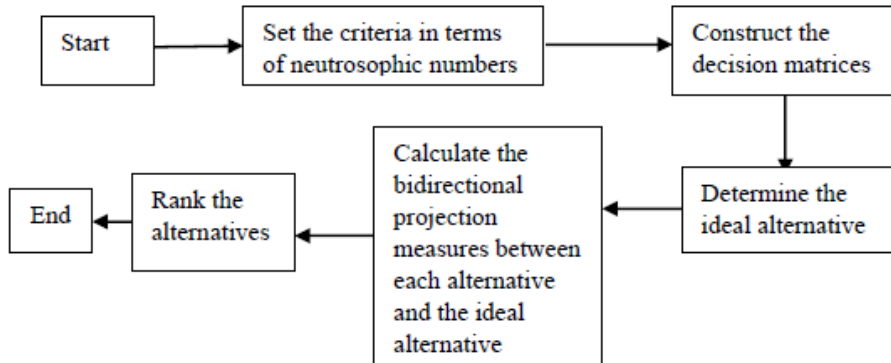 Start
Set the criteria in terms
of neutrosophic numbers
Construct the
decision matrices
Determine the
ideal alternative
Calculate the
bidirectional
projection
measures between
each alternative
and the ideal
alternative
Rank the
alternatives
End